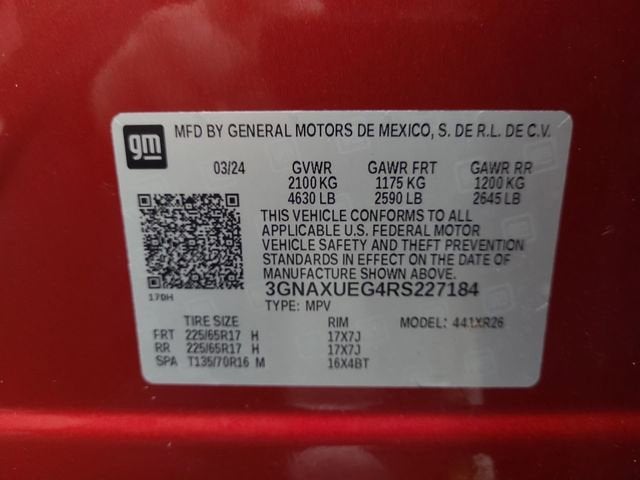 gm
MFD BY GENERAL MOTORS DE MEXICO, S. DE R.L. DE C.V.
03/24 GVWR GAWR FRT GAWR RR
2100 KG 1175 KG 1200 KG
4630 LB 2590 LB 2645 LB
THIS VEHICLE CONFORMS TO ALL
APPLICABLE U.S. FEDERAL MOTOR
VEHICLE SAFETY AND THEFT PREVENTION
STANDARDS IN EFFECT ON THE DATE OF
MANUFACTURE SHOWN ABOVE.
170H
3GNAXUEG4RS227184
TYPE: MPV
TIRE SIZE RIM MODEL: 441XR26
FRT 225/65R17 H 17X7J
RR 225/65R17 H 17X7J
SPA T135/70R16 M 16X4BT